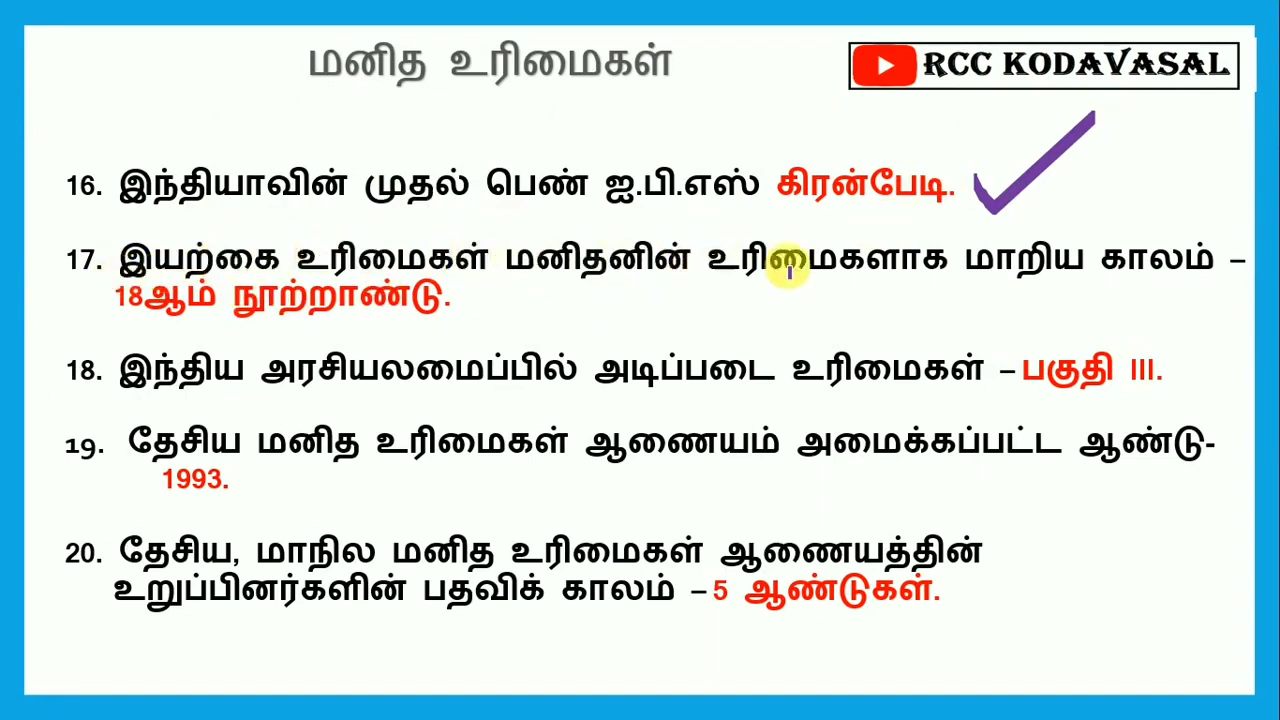 மனித உரிமைகள்
RCC KODAVASAL
16. இந்தியாவின் முதல் பெண் ஐ.பி.எஸ் கிரன்பேடி.
17. இயற்கை உரிமைகள் மனிதனின் உரிமைகளாக மாறிய காலம் –
18ஆம் நூற்றாண்டு.
18. இந்திய அரசியலமைப்பில் அடிப்படை உரிமைகள் – பகுதி III.
19. தேசிய மனித உரிமைகள் ஆணையம் அமைக்கப்பட்ட ஆண்டு-
1993.
20. தேசிய, மாநில மனித உரிமைகள் ஆணையத்தின்
உறுப்பினர்களின் பதவிக் காலம் – 5 ஆண்டுகள்.